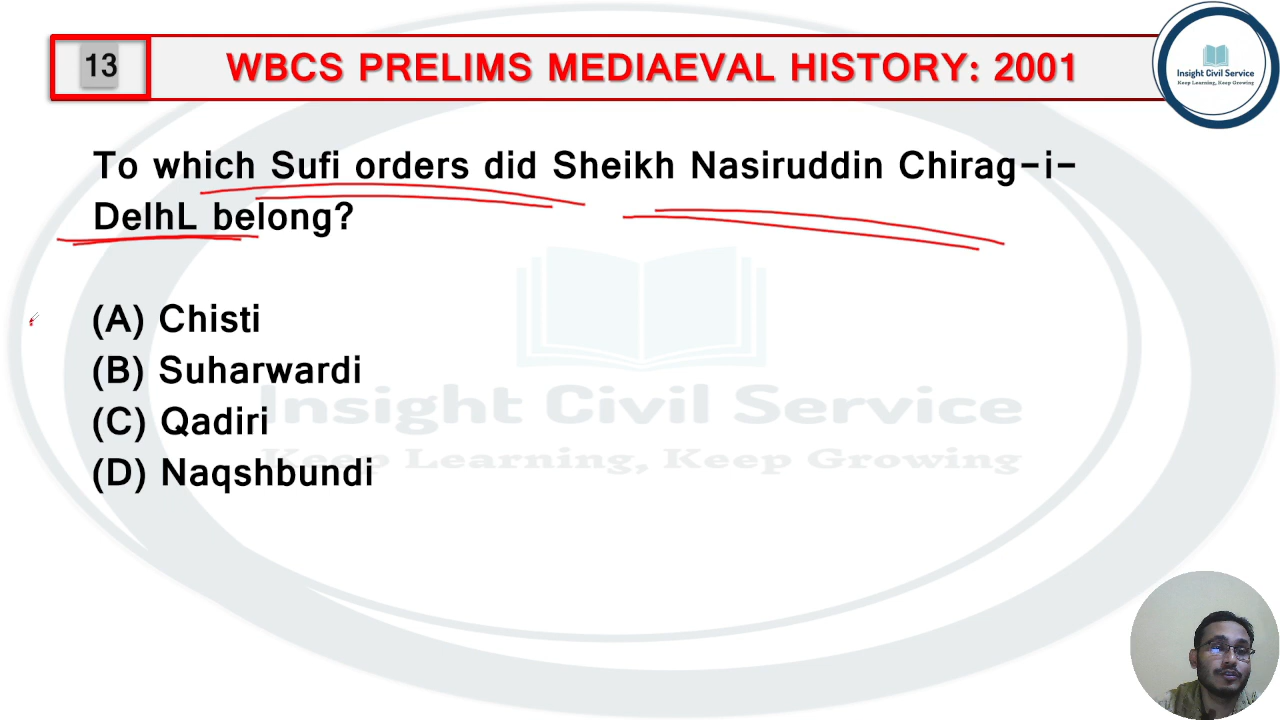 13
WBCS PRELIMS MEDIAEVAL HISTORY: 2001
Insight Civil Service
Keep Learning, Keep Growing
To which Sufi orders did Sheikh Nasiruddin Chirag-i-
DelhL belong?
(A) Chisti
(B) Suharwardi
(C) Qadiri
(D) Naqshbundi
Insight Civil Service
Keep Learning, Keep Growing